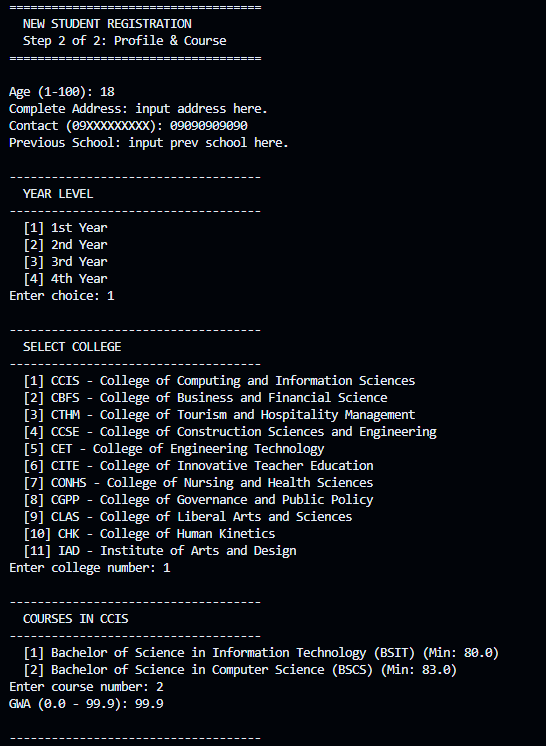 ====================================
NEW STUDENT REGISTRATION
Step 2 of 2: Profile & Course
====================================
Age (1-100): 18
Complete Address: input address here.
Contact (09XXXXXXXXX): 09090909090
Previous School: input prev school here.
------------------------------------
YEAR LEVEL
------------------------------------
[1] 1st Year
[2] 2nd Year
[3] 3rd Year
[4] 4th Year
Enter choice: 1
------------------------------------
SELECT COLLEGE
------------------------------------
[1] CCIS - College of Computing and Information Sciences
[2] CBFS - College of Business and Financial Science
[3] CTHM - College of Tourism and Hospitality Management
[4] CCSE - College of Construction Sciences and Engineering
[5] CET - College of Engineering Technology
[6] CITE - College of Innovative Teacher Education
[7] CONHS - College of Nursing and Health Sciences
[8] CGPP - College of Governance and Public Policy
[9] CLAS - College of Liberal Arts and Sciences
[10] CHK - College of Human Kinetics
[11] IAD - Institute of Arts and Design
Enter college number: 1
------------------------------------
COURSES IN CCIS
------------------------------------
[1] Bachelor of Science in Information Technology (BSIT) (Min: 80.0)
[2] Bachelor of Science in Computer Science (BSCS) (Min: 83.0)
Enter course number: 2
GWA (0.0 - 99.9): 99.9
------------------------------------